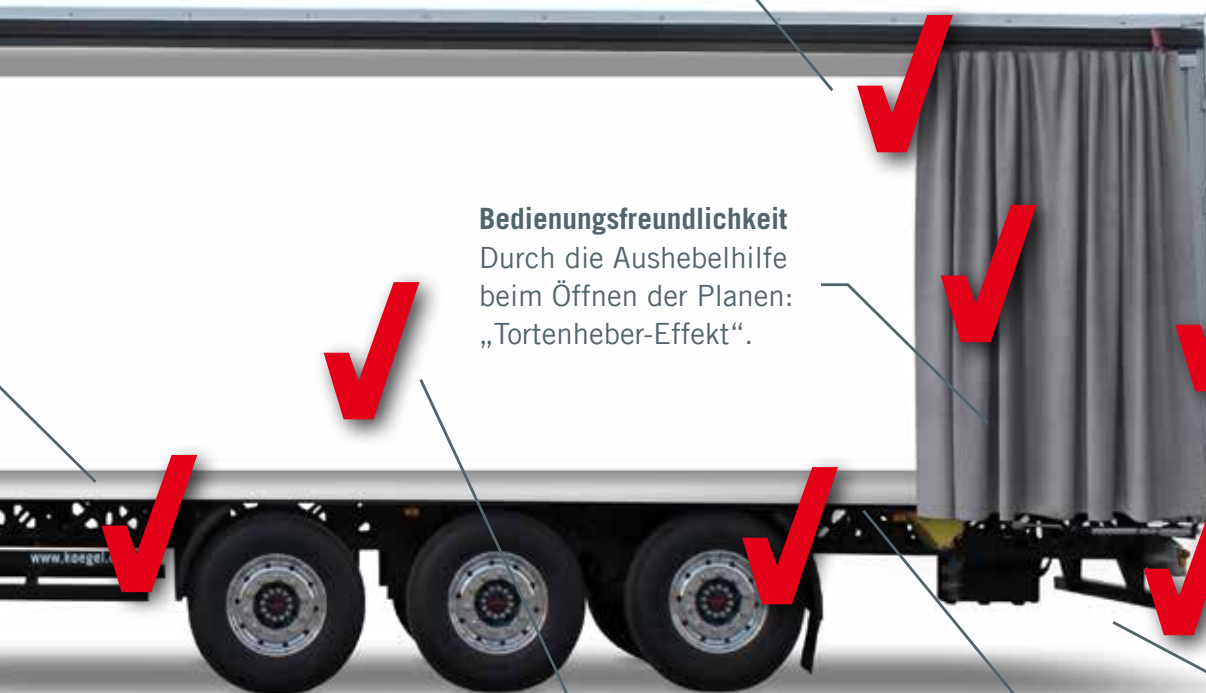 Bedienungsfreundlichkeit
Durch die Aushebelhilfe
beim Öffnen der Planen:
„Tortenheber-Effekt“.
www.koegel.